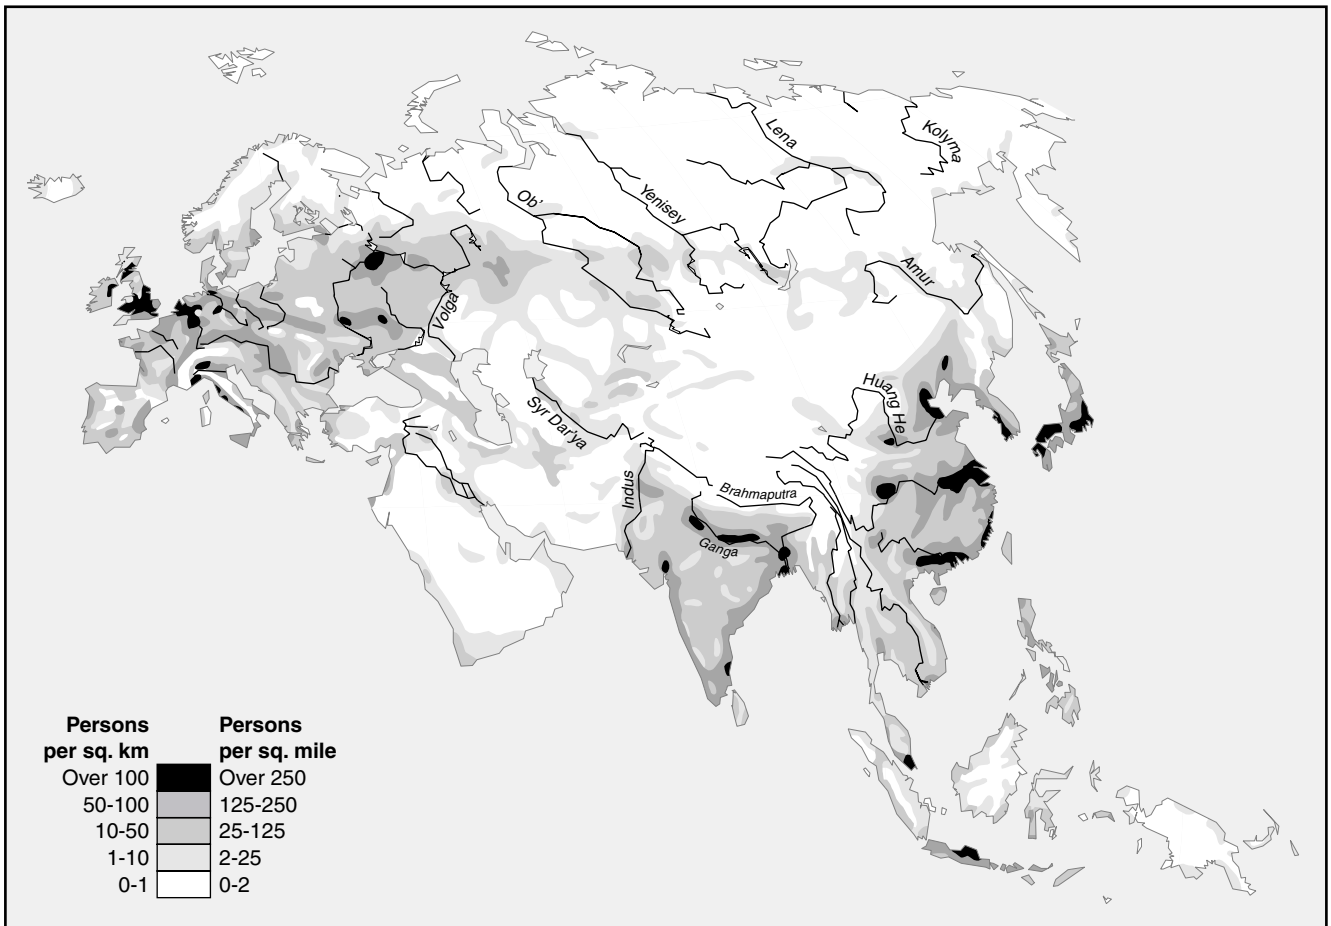 Lena
Kolyma
Ob'
Yenisey
Amur
Volga
Huang He
Syr Dar'ya
Indus
Brahmaputra
Ganga
Persons Persons
per sq. km per sq. mile
Over 100 Over 250
50-100 125-250
10-50 25-125
1-10 2-25
0-1 0-2